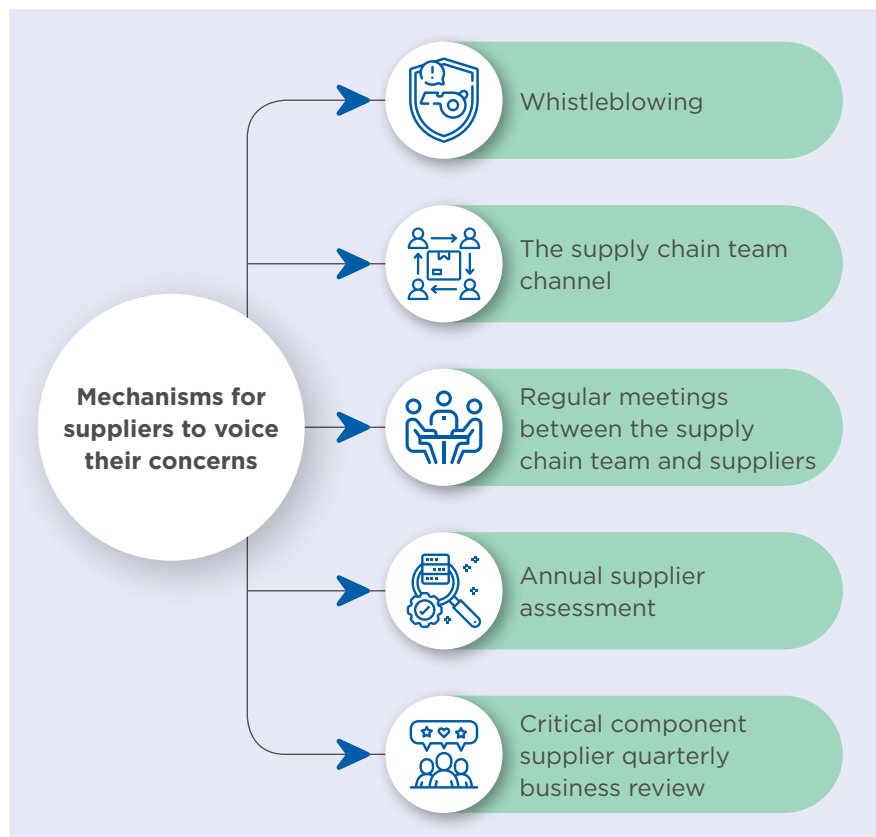 Mechanisms for
suppliers to voice
their concerns
Whistleblowing
The supply chain team
channel
Regular meetings
between the supply
chain team and suppliers
Annual supplier
assessment
Critical component
supplier quarterly
business review